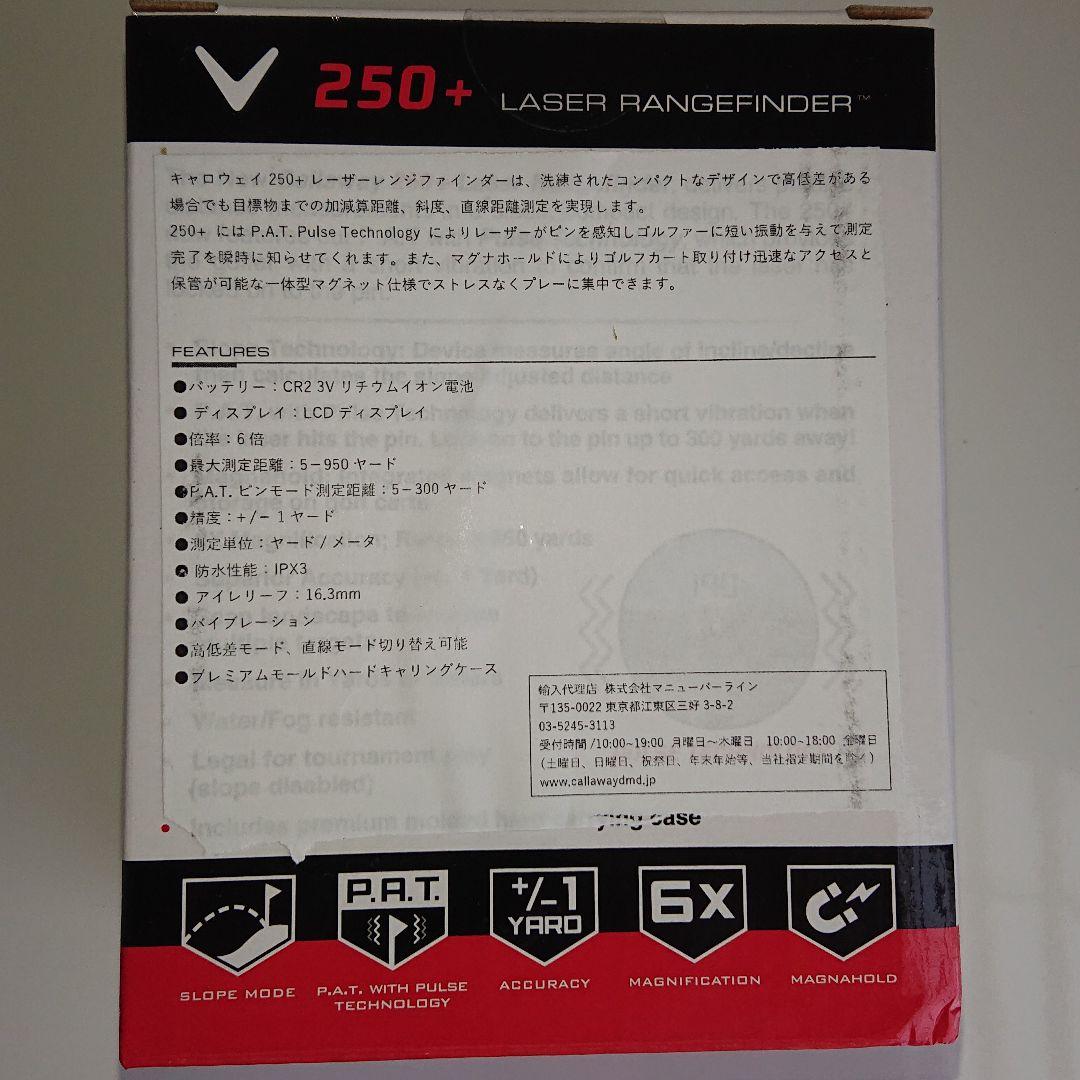 250+ LASER RANGEFINDER™
キャロウェイ 250+ レーザーレンジファインダーは、洗練されたコンパクトなデザインで高低差がある
場合でも目標物までの加減算距離、斜度、直線距離測定を実現します。
250+ には P.A.T. Pulse Technology によりレーザーがピンを感知しゴルファーに短い振動を与えて測定
完了を瞬時に知らせてくれます。また、マグナホールドによりゴルフカート取り付け迅速なアクセスと
保管が可能な一体型マグネット仕様でストレスなくプレーに集中できます。
FEATURES
●バッテリー：CR2 3V リチウムイオン電池
● ディスプレイ：LCD ディスプレイ
●倍率：6 倍
●最大測定距離：5−950 ヤード
●P.A.T. ピンモード測定距離：5−300 ヤード
●精度：+/− 1 ヤード
●測定単位：ヤード / メータ
● 防水性能：IPX3
● アイレリーフ：16.3mm
●バイブレーション
●高低差モード、直線モード切り替え可能
●プレミアムモールドハードキャリングケース
輸入代理店 株式会社マニューバーライン
〒135-0022 東京都江東区三好 3-8-2
03-5245-3113
受付時間 /10:00~19:00 月曜日～木曜日 10:00~18:00 金曜日
（土曜日、日曜日、祝祭日、年末年始等、当社指定期間を除く）
www.callawaydmd.jp
Water/Fog resistant
Legal for tournament play
(slope disabled)
Includes premium molded hard carrying case
P.A.T.
+/-1
YARD
6X
SLOPE MODE
P.A.T. WITH PULSE
TECHNOLOGY
ACCURACY
MAGNIFICATION
MAGNAHOLD